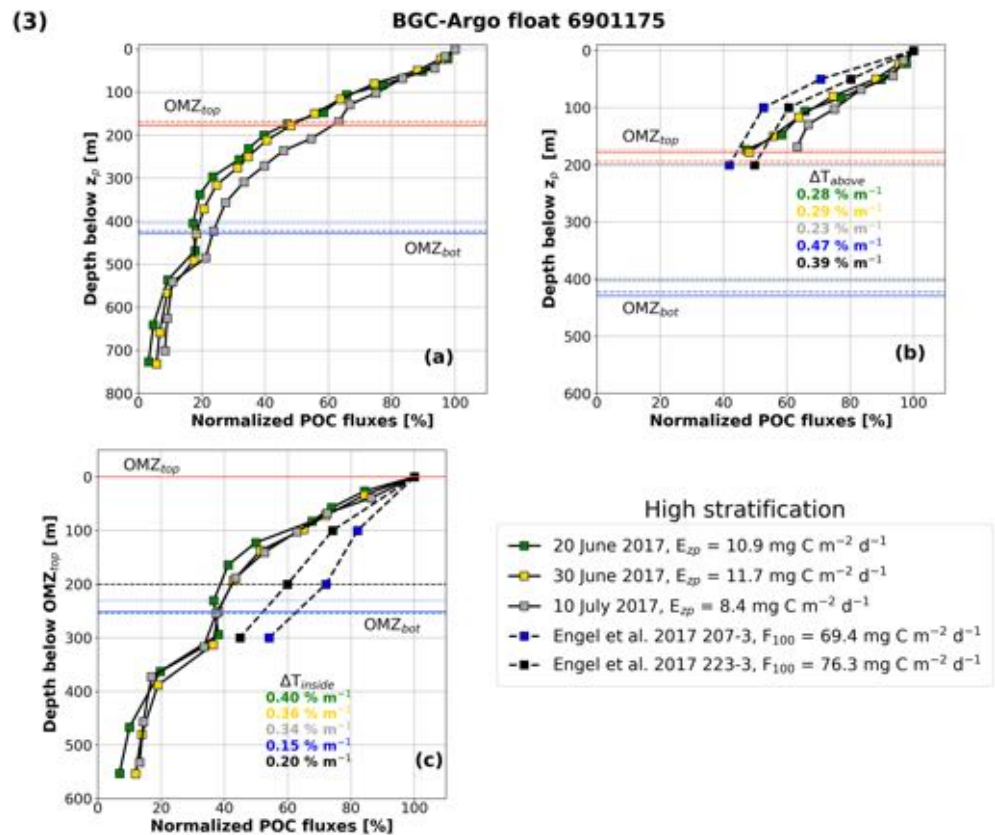 (3)
BGC-Argo float 6901175
0
100
200
300
400
500
600
700
800
Depth below z_p [m]
OMZ_top
OMZ_bot
(a)
0 20 40 60 80 100
Normalized POC fluxes [%]
0
100
200
300
400
500
600
Depth below z_p [m]
OMZ_top
ΔT_above
0.28 % m⁻¹
0.29 % m⁻¹
0.23 % m⁻¹
0.47 % m⁻¹
0.39 % m⁻¹
OMZ_bot
(b)
0 20 40 60 80 100
Normalized POC fluxes [%]
0
100
200
300
400
500
600
Depth below OMZ_top [m]
OMZ_top
OMZ_bot
ΔT_inside
0.40 % m⁻¹
0.36 % m⁻¹
0.34 % m⁻¹
0.15 % m⁻¹
0.20 % m⁻¹
(c)
0 20 40 60 80 100
Normalized POC fluxes [%]
High stratification
20 June 2017, E_zp = 10.9 mg C m⁻² d⁻¹
30 June 2017, E_zp = 11.7 mg C m⁻² d⁻¹
10 July 2017, E_zp = 8.4 mg C m⁻² d⁻¹
Engel et al. 2017 207-3, F₁₀₀ = 69.4 mg C m⁻² d⁻¹
Engel et al. 2017 223-3, F₁₀₀ = 76.3 mg C m⁻² d⁻¹